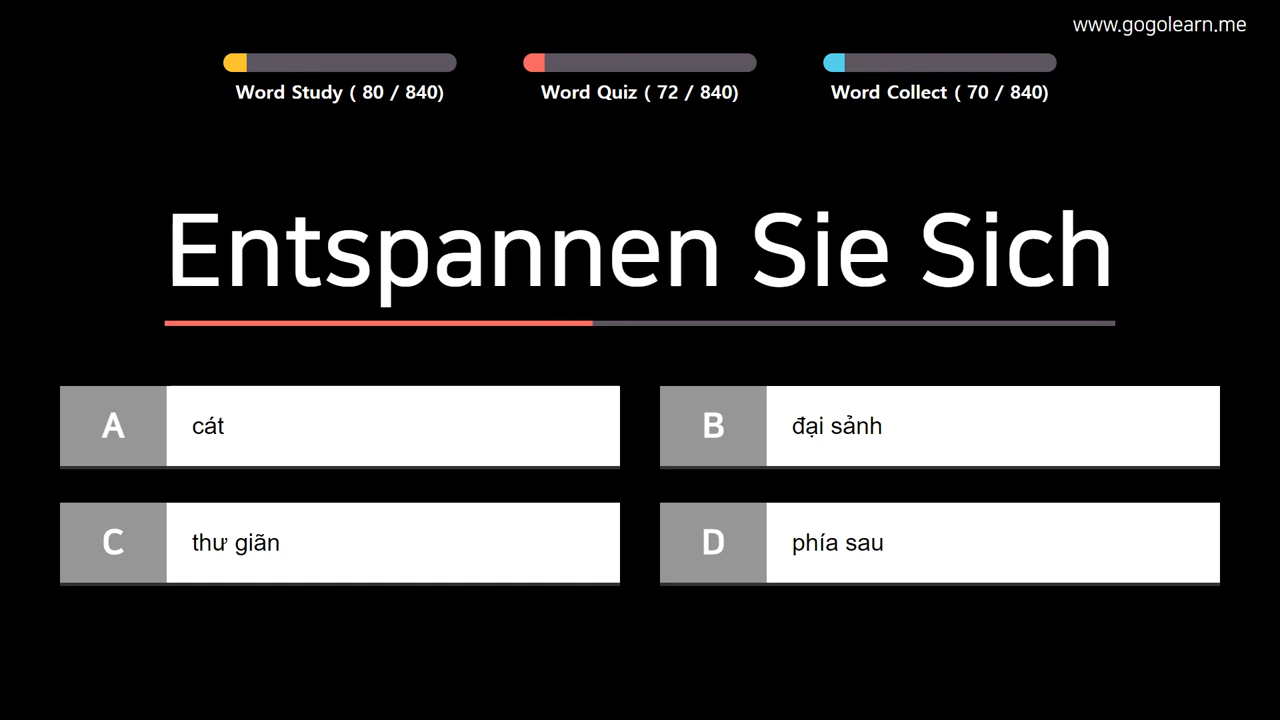 www.gogolearn.me
Word Study ( 80 / 840)
Word Quiz ( 72 / 840)
Word Collect ( 70 / 840)
Entspannen Sie Sich
A cát
B đại sảnh
C thư giãn
D phía sau